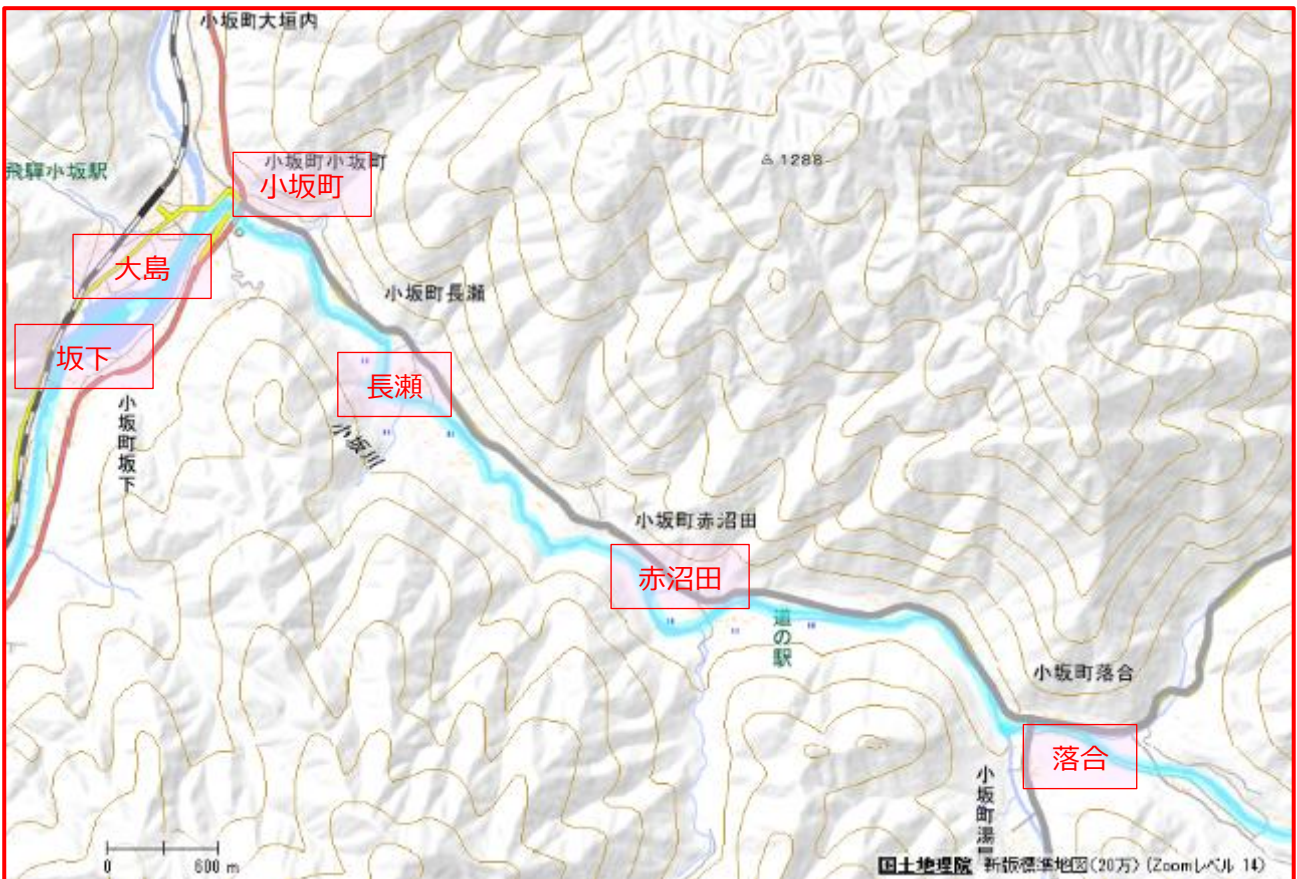 小坂町大垣内
小坂町小坂町
小坂町
飛騨小坂駅
1288
大島
小坂町長瀬
坂下
長瀬
小坂町坂下
小坂川
小坂町赤沼田
赤沼田
道の駅
小坂町落合
落合
小坂町湯屋
0
600 m
国土地理院 新版標準地図(20万) (Zoomレベル 14)